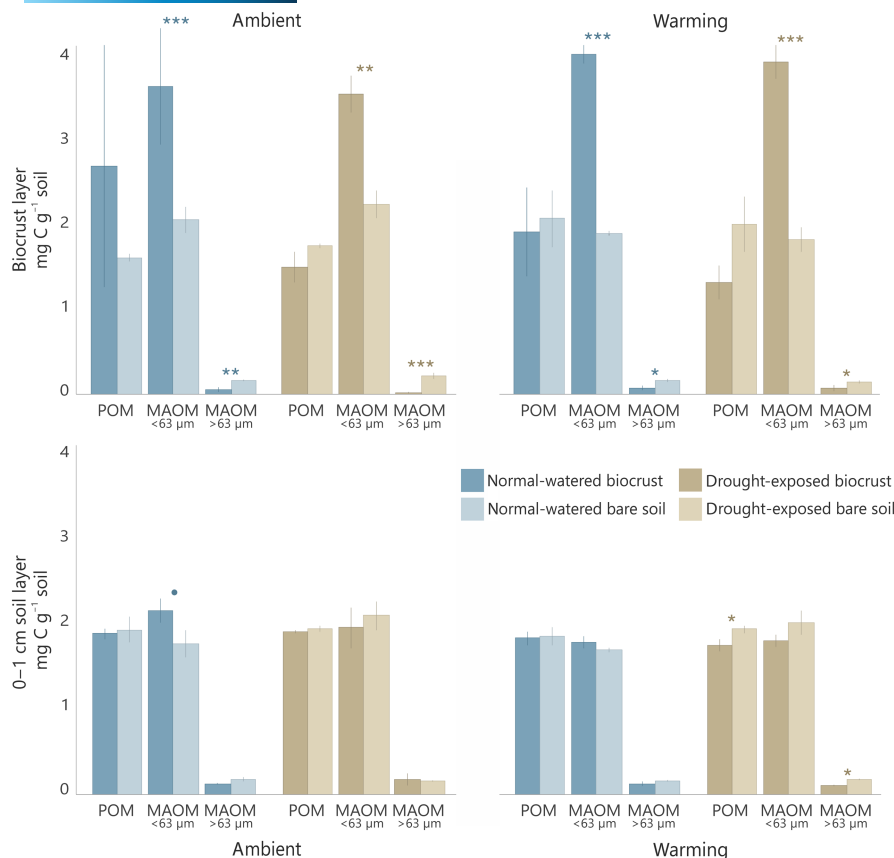 Ambient Warming
***
***
***
**
4
3
2
1
0
Biocrust layer
mg C g⁻¹ soil
**
***
*
*
POM MAOM MAOM POM MAOM MAOM POM MAOM MAOM POM MAOM MAOM
<63 µm >63 µm <63 µm >63 µm <63 µm >63 µm <63 µm >63 µm
4
3
2
1
0
0–1 cm soil layer
mg C g⁻¹ soil
Normal-watered biocrust Drought-exposed biocrust
Normal-watered bare soil Drought-exposed bare soil
•
*
*
POM MAOM MAOM POM MAOM MAOM POM MAOM MAOM POM MAOM MAOM
<63 µm >63 µm <63 µm >63 µm <63 µm >63 µm <63 µm >63 µm
Ambient Warming